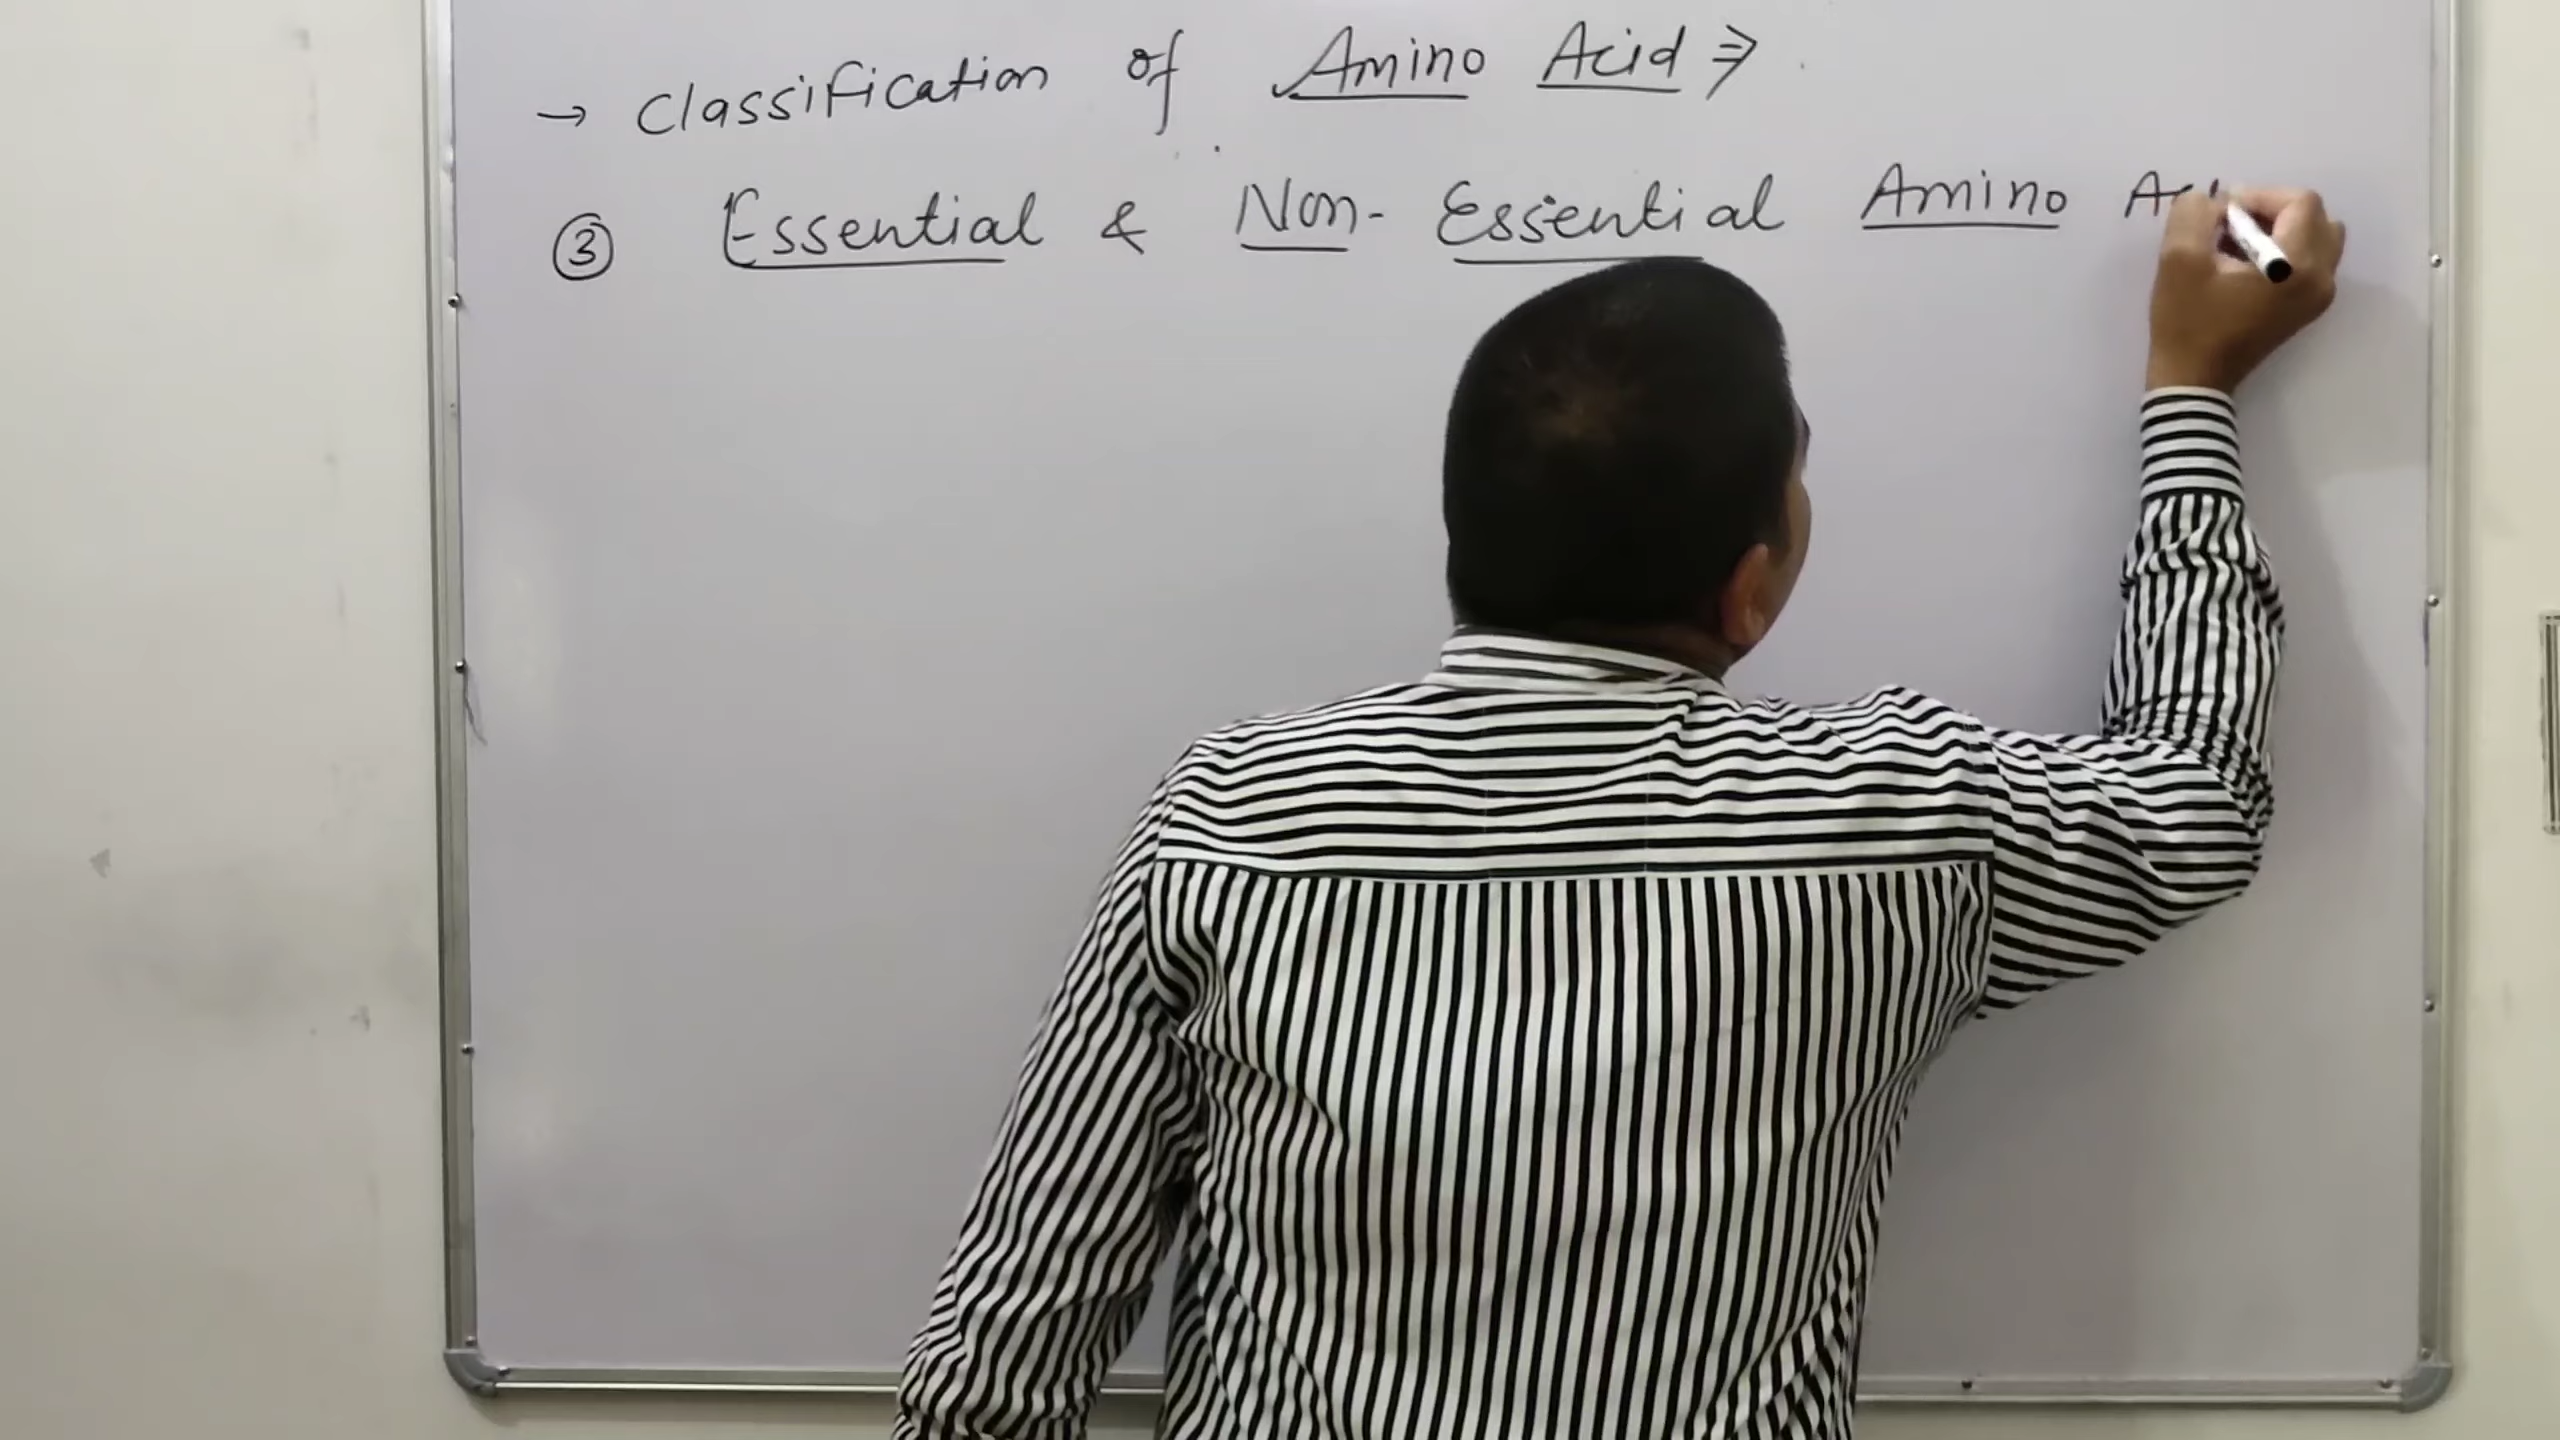 → Classification of Amino Acid ⇒
③ Essential & Non-Essential Amino